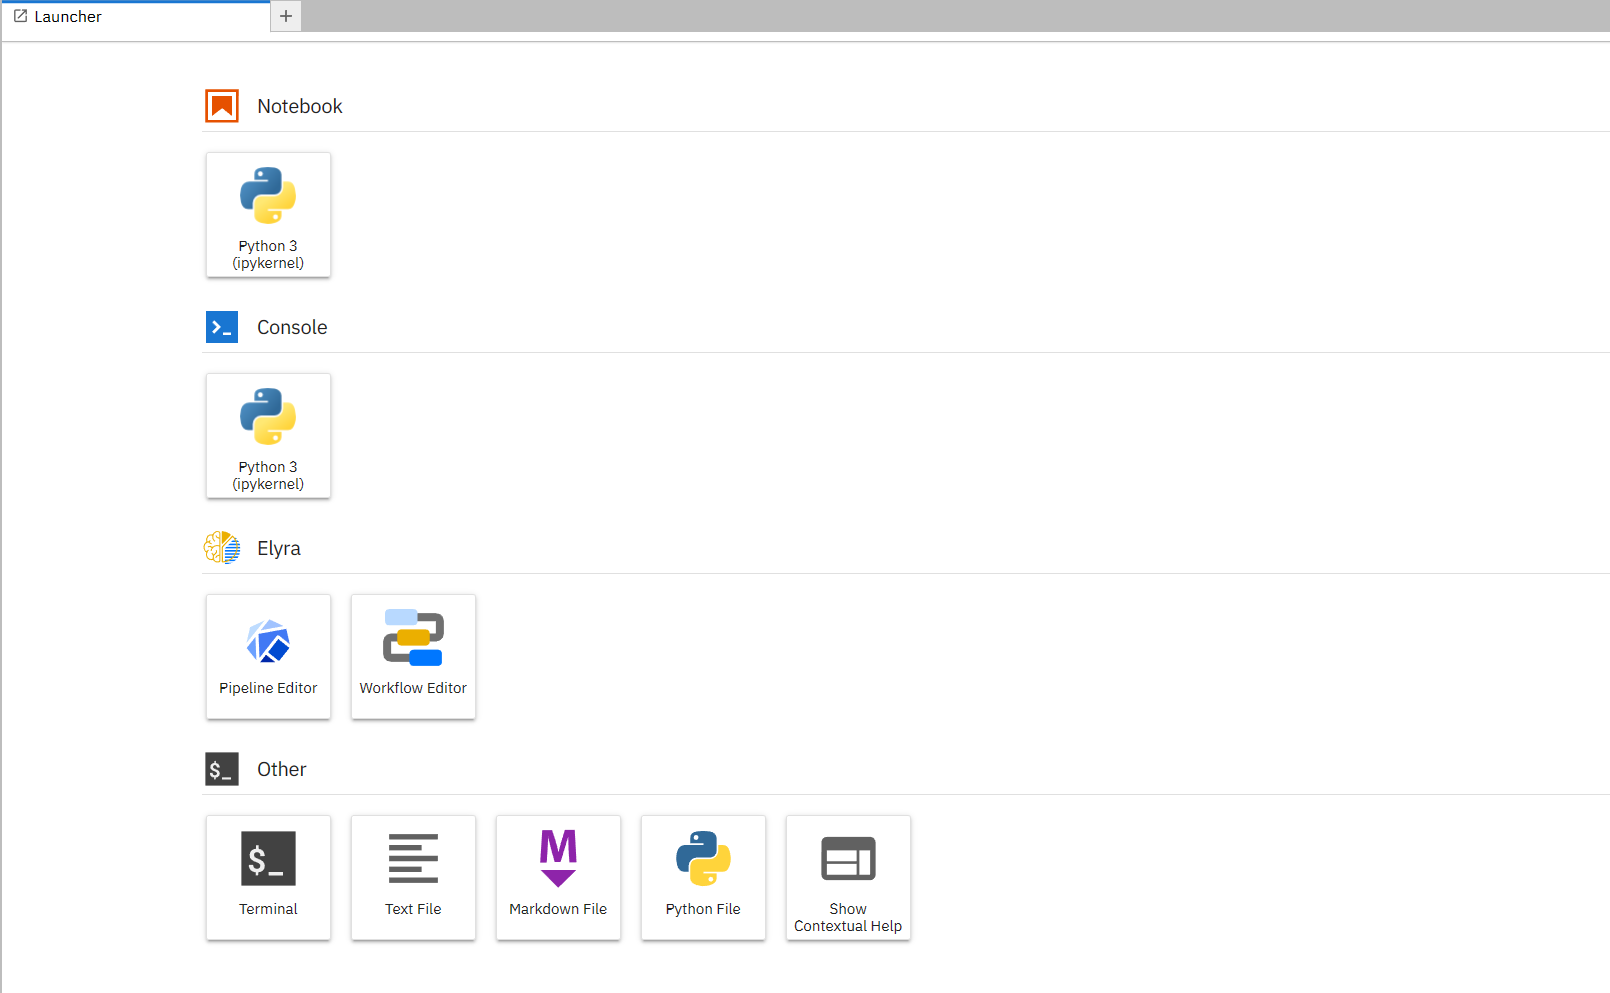 Launcher
Notebook
Python 3
(ipykernel)
Console
Python 3
(ipykernel)
Elyra
Pipeline Editor
Workflow Editor
$_ Other
$_
M
Terminal
Text File
Markdown File
Python File
Show
Contextual Help